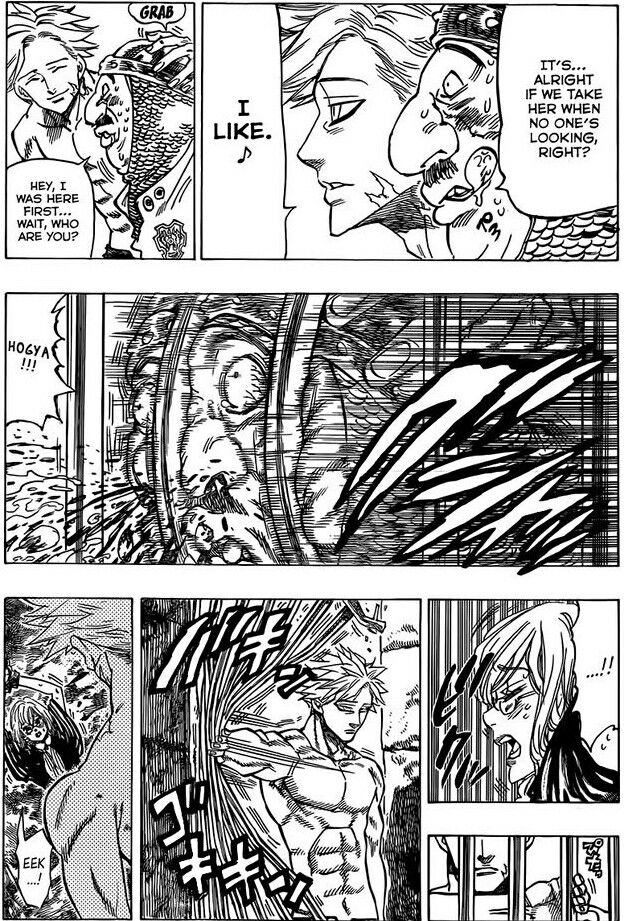 IT'S...
ALRIGHT
IF WE TAKE
HER WHEN
NO ONE'S
LOOKING,
RIGHT?
I
LIKE.
♪
GRAB
HEY, I
WAS HERE
FIRST...
WAIT, WHO
ARE YOU?
HOGYA
!!!
...!!
EEK
....!